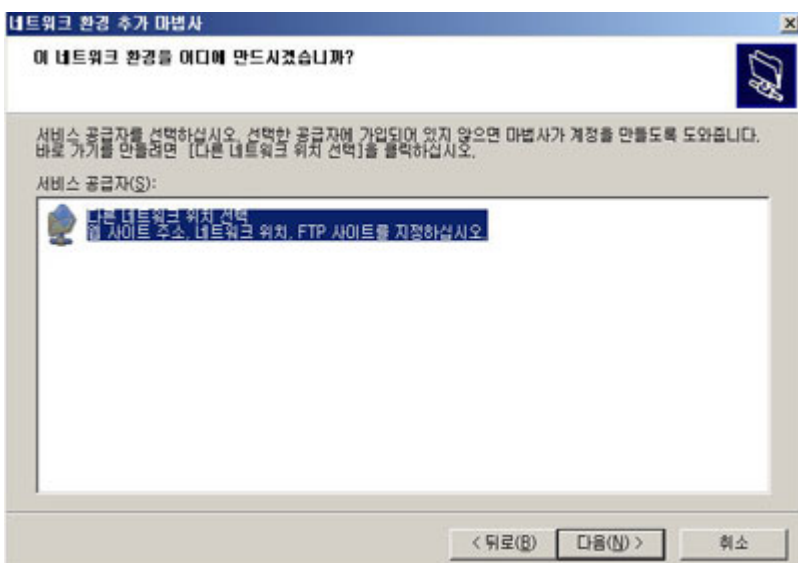 네트워크 환경 추가 마법사
이 네트워크 환경을 어디에 만드시겠습니까?
서비스 공급자를 선택하십시오. 선택한 공급자에 가입되어 있지 않으면 마법사가 계정을 만들도록 도와줍니다.
바로 가기를 만들려면 [다른 네트워크 위치 선택]을 클릭하십시오.
서비스 공급자(S):
다른 네트워크 위치 선택
웹 사이트 주소, 네트워크 위치, FTP 사이트를 지정하십시오.
< 뒤로(B) 다음(N) > 취소